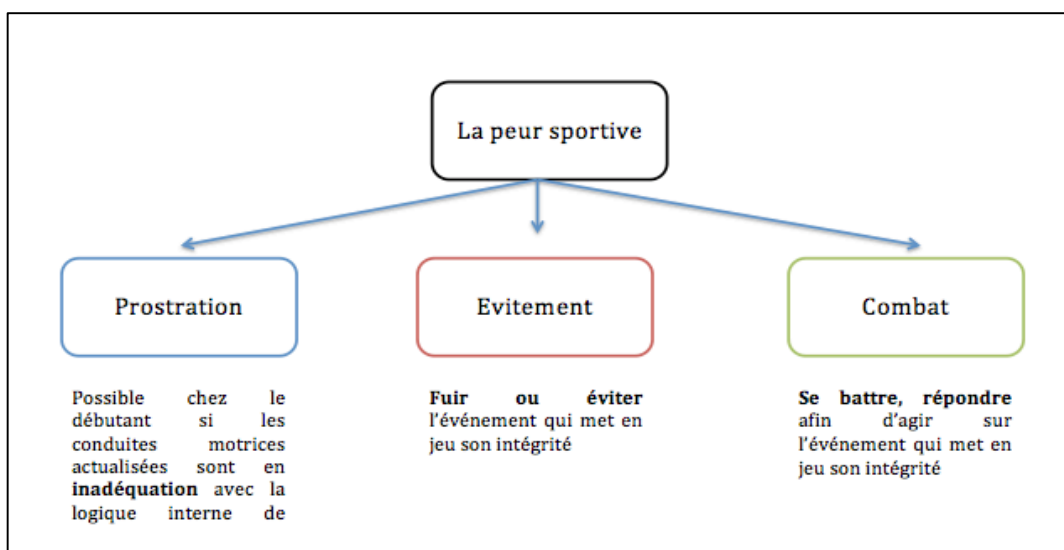 La peur sportive
Prostration
Evitement
Combat
Possible chez le
débutant si les
conduites motrices
actualisées sont en
inadéquation avec la
logique interne de
Fuir ou éviter
l'événement qui met en
jeu son intégrité
Se battre, répondre
afin d'agir sur
l'événement qui met en
jeu son intégrité